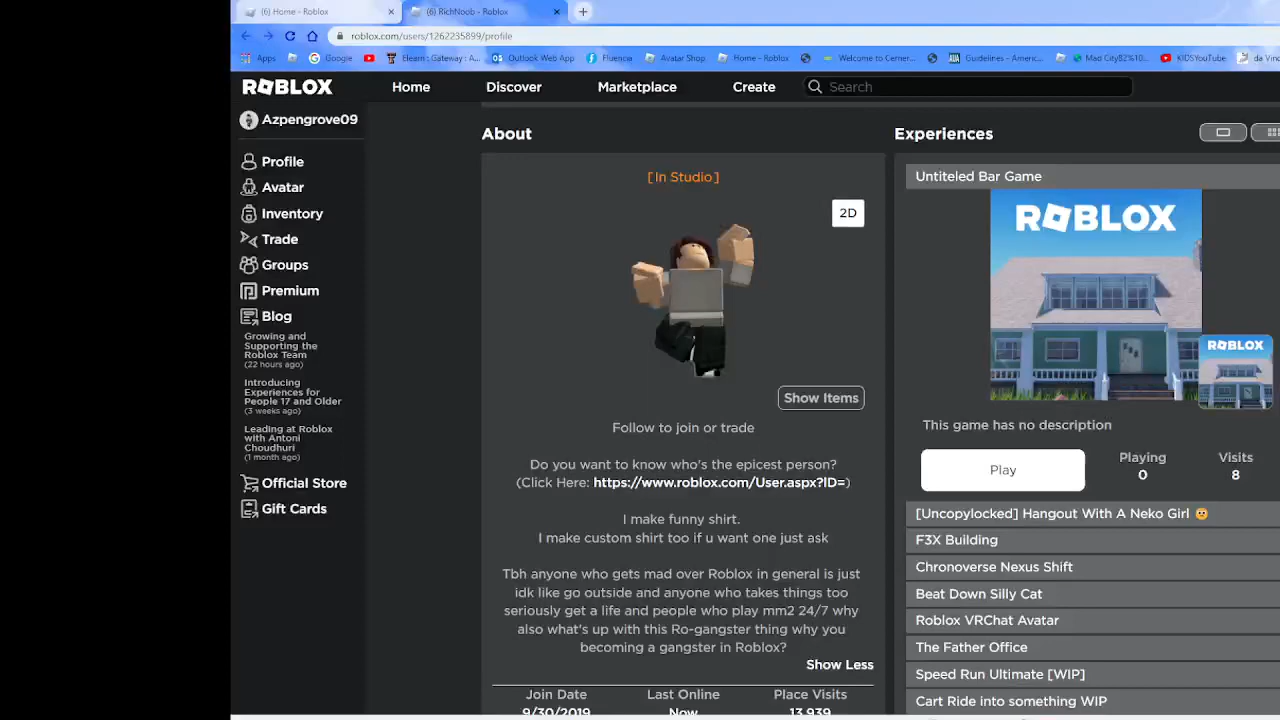 (6) Home - Roblox
(6) RichNoob - Roblox
roblox.com/users/1262235899/profile
Apps
Google
Elearn : Gateway : A...
Outlook Web App
Fluencia
Avatar Shop
Home - Roblox
Welcome to Cerner...
Guidelines - Americ...
Mad City82%10...
KIDSYouTube
da Vinc
ROBLOX
Home
Discover
Marketplace
Create
Search
Azpengrove09
Profile
Avatar
Inventory
Trade
Groups
Premium
Blog
Growing and
Supporting the
Roblox Team
(22 hours ago)
Introducing
Experiences for
People 17 and Older
(3 weeks ago)
Leading at Roblox
with Antoni
Choudhuri
(1 month ago)
Official Store
Gift Cards
About
[ In Studio ]
2D
Show Items
Follow to join or trade
Do you want to know who's the epicest person?
(Click Here: https://www.roblox.com/User.aspx?ID=)
I make funny shirt.
I make custom shirt too if u want one just ask
Tbh anyone who gets mad over Roblox in general is just
idk like go outside and anyone who takes things too
seriously get a life and people who play mm2 24/7 why
also what's up with this Ro-gangster thing why you
becoming a gangster in Roblox?
Show Less
Join Date
9/30/2019
Last Online
Now
Place Visits
13,939
Experiences
Untiteled Bar Game
ROBLOX
ROBLOX
This game has no description
Play
Playing
0
Visits
8
[Uncopylocked] Hangout With A Neko Girl 😳
F3X Building
Chronoverse Nexus Shift
Beat Down Silly Cat
Roblox VRChat Avatar
The Father Office
Speed Run Ultimate [WIP]
Cart Ride into something WIP